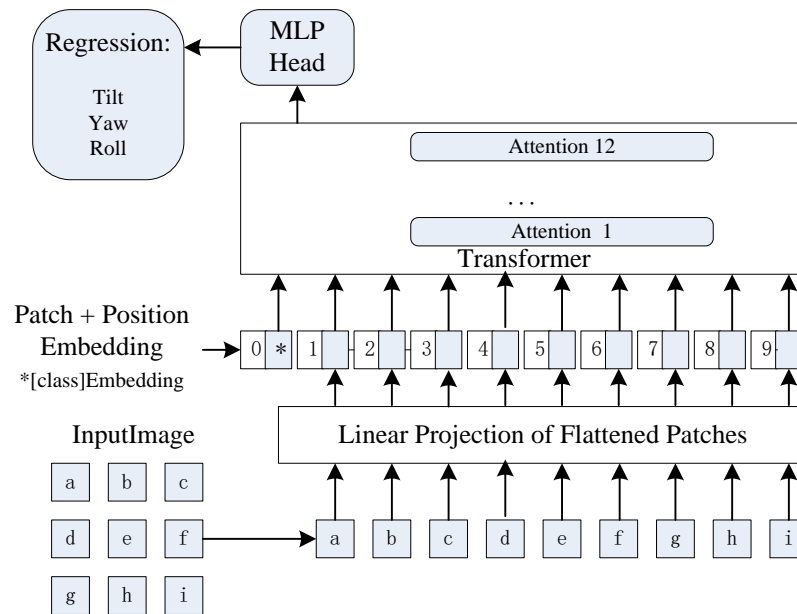 Regression:
Tilt
Yaw
Roll
MLP
Head
Attention 12
...
Attention 1
Transformer
Patch + Position
Embedding
*[class]Embedding
0 * 1 2 3 4 5 6 7 8 9
Linear Projection of Flattened Patches
InputImage
a b c
d e f
g h i
a b c d e f g h i